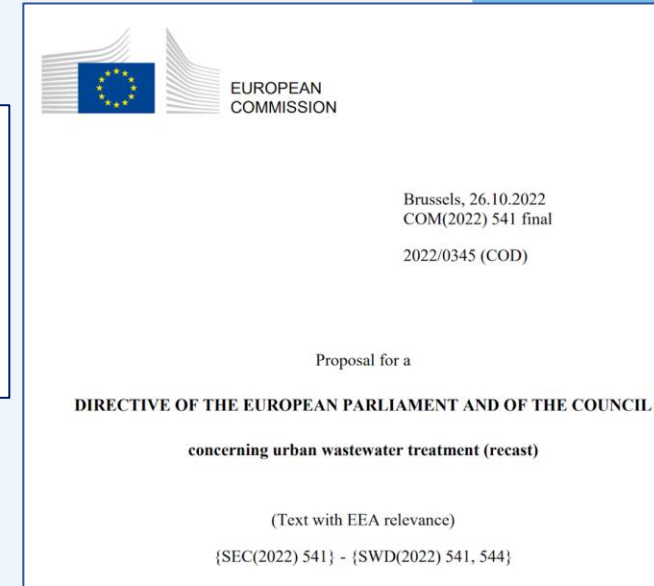 EUROPEAN
COMMISSION
Brussels, 26.10.2022
COM(2022) 541 final
2022/0345 (COD)
Proposal for a
DIRECTIVE OF THE EUROPEAN PARLIAMENT AND OF THE COUNCIL
concerning urban wastewater treatment (recast)
(Text with EEA relevance)
{SEC(2022) 541} - {SWD(2022) 541, 544}